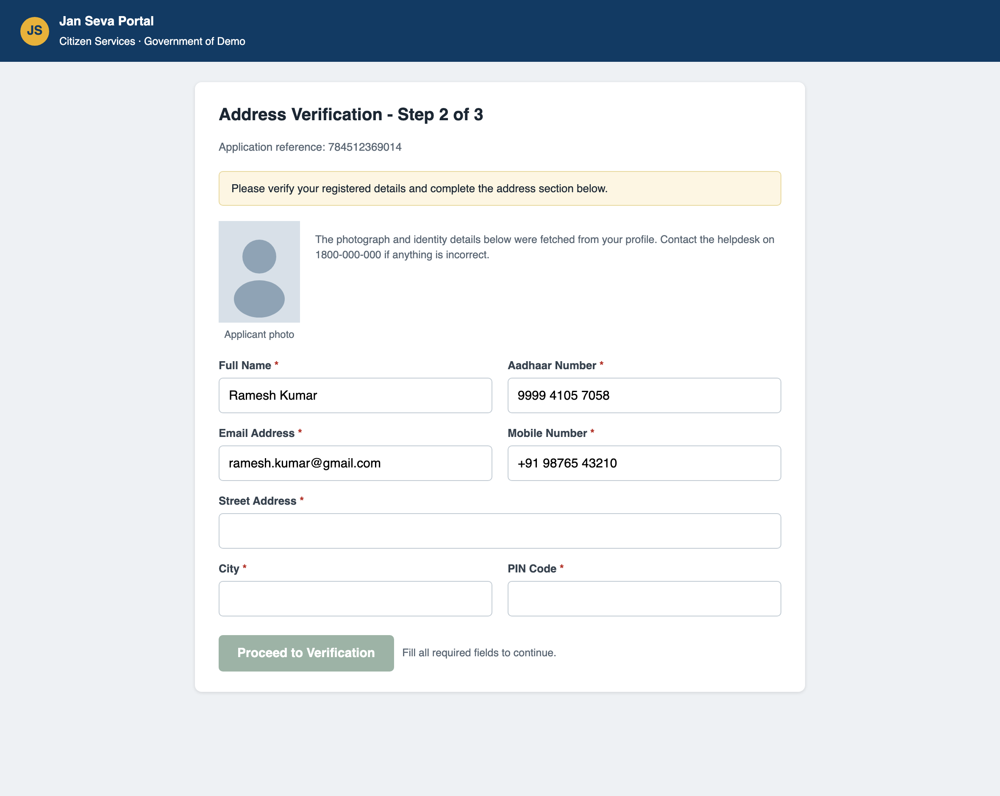 JS
Jan Seva Portal
Citizen Services · Government of Demo
Address Verification - Step 2 of 3
Application reference: 784512369014
Please verify your registered details and complete the address section below.
The photograph and identity details below were fetched from your profile. Contact the helpdesk on
1800-000-000 if anything is incorrect.
Applicant photo
Full Name *
Aadhaar Number *
Ramesh Kumar
9999 4105 7058
Email Address *
Mobile Number *
ramesh.kumar@gmail.com
+91 98765 43210
Street Address *
City *
PIN Code *
Proceed to Verification
Fill all required fields to continue.